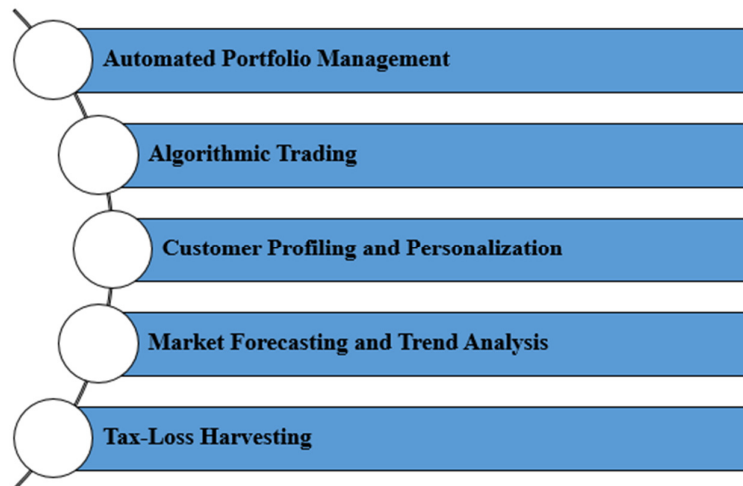 Automated Portfolio Management
Algorithmic Trading
Customer Profiling and Personalization
Market Forecasting and Trend Analysis
Tax-Loss Harvesting